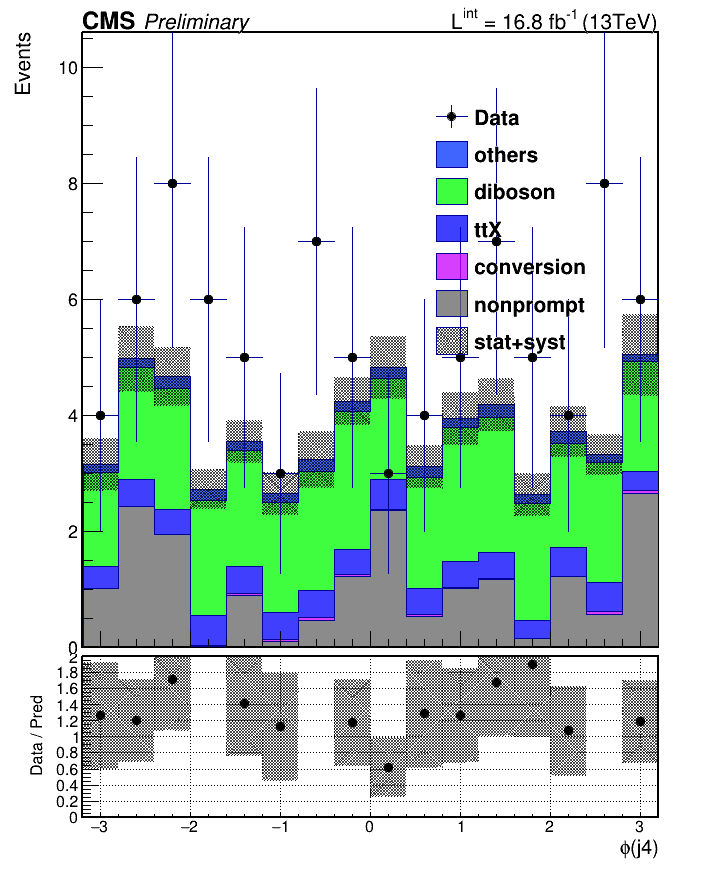 CMS Preliminary L^int = 16.8 fb^-1 (13TeV)
Events
10
8
6
4
2
0
Data
others
diboson
ttX
conversion
nonprompt
stat+syst
Data / Pred
2
1.8
1.6
1.4
1.2
1
0.8
0.6
0.4
0.2
0
−3 −2 −1 0 1 2 3
ϕ(j4)